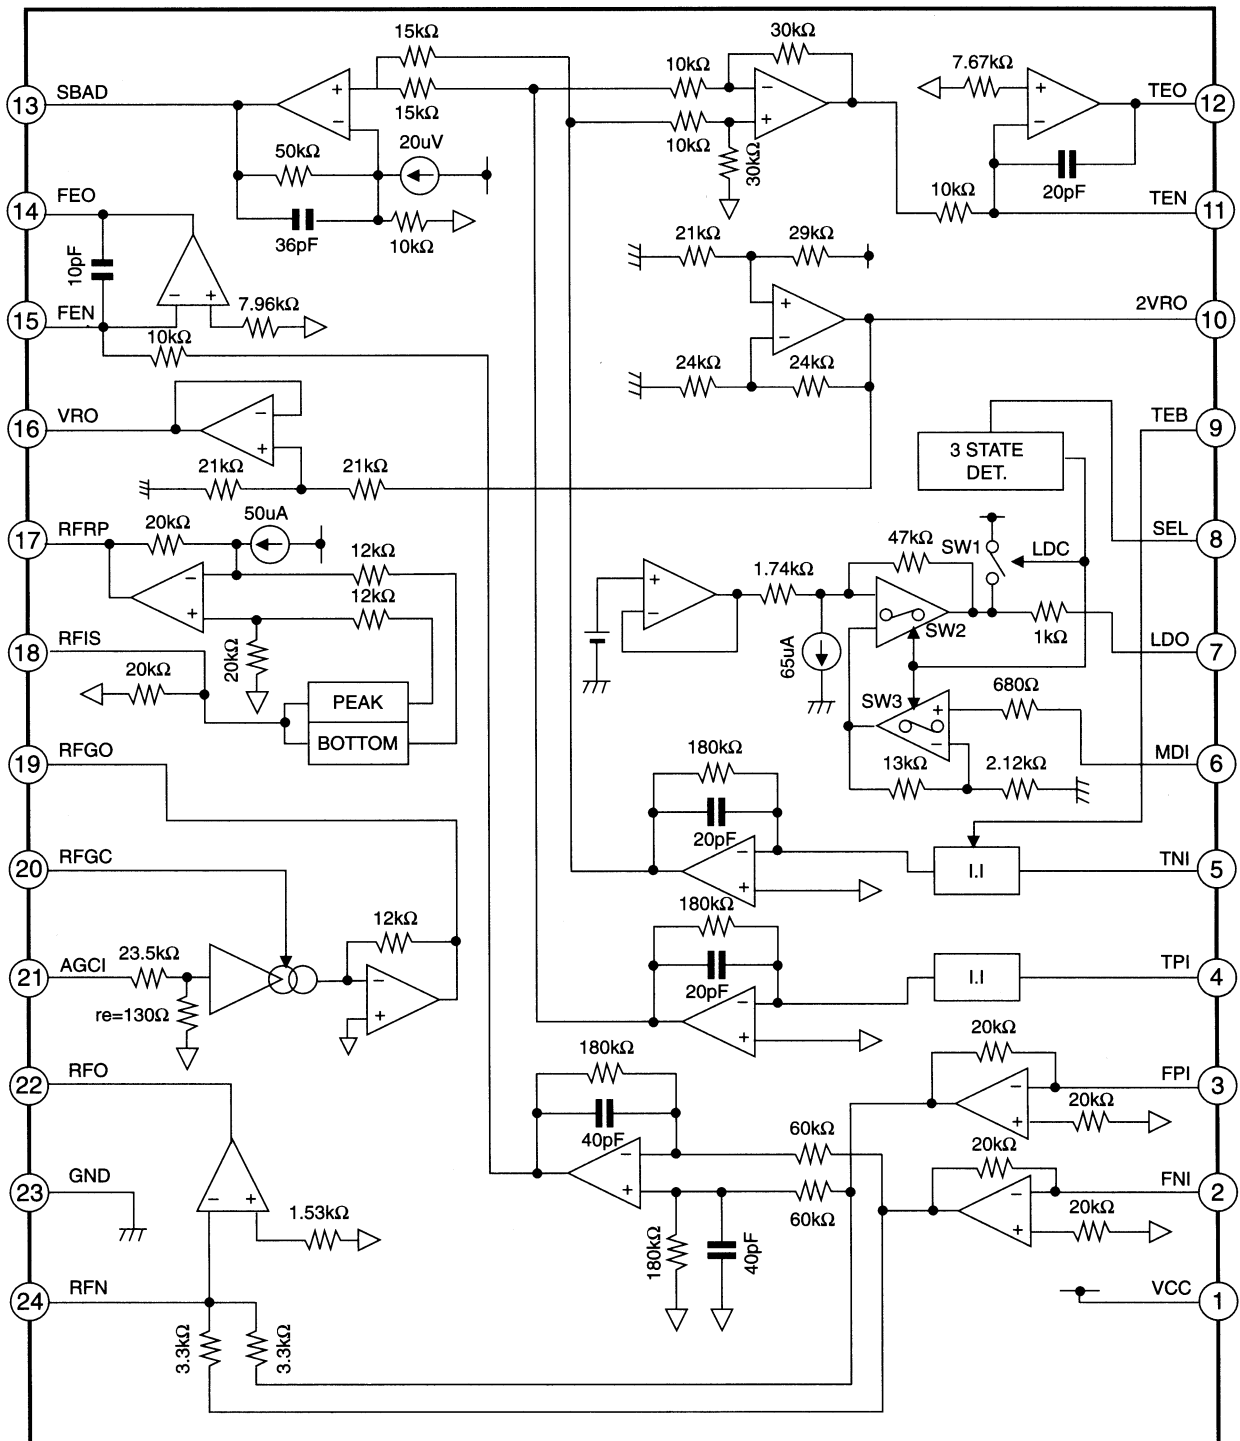 15kΩ
30kΩ
13 SBAD
+
15kΩ
−
20uV
50kΩ
36pF
10kΩ
10kΩ
−
+
10kΩ
30kΩ
7.67kΩ
+
−
TEO 12
20pF
10kΩ
TEN 11
14 FEO
10pF
− +
7.96kΩ
15 FEN
10kΩ
21kΩ
29kΩ
+
−
2VRO 10
24kΩ
24kΩ
16 VRO
−
+
21kΩ
21kΩ
3 STATE
DET.
TEB 9
17 RFRP
20kΩ
50uA
12kΩ
−
+
12kΩ
20kΩ
47kΩ
SW1
LDC
SEL 8
+
−
1.74kΩ
65uA
SW2
1kΩ
LDO 7
18 RFIS
20kΩ
PEAK
BOTTOM
SW3
+
−
680Ω
MDI 6
13kΩ
2.12kΩ
19 RFGO
180kΩ
20pF
−
+
I.I
TNI 5
20 RFGC
12kΩ
180kΩ
20pF
−
+
I.I
TPI 4
21 AGCI
23.5kΩ
re=130Ω
−
+
22 RFO
180kΩ
40pF
−
+
60kΩ
60kΩ
180kΩ
40pF
20kΩ
−
+
20kΩ
FPI 3
20kΩ
−
+
20kΩ
FNI 2
23 GND
− +
1.53kΩ
24 RFN
3.3kΩ
3.3kΩ
VCC 1